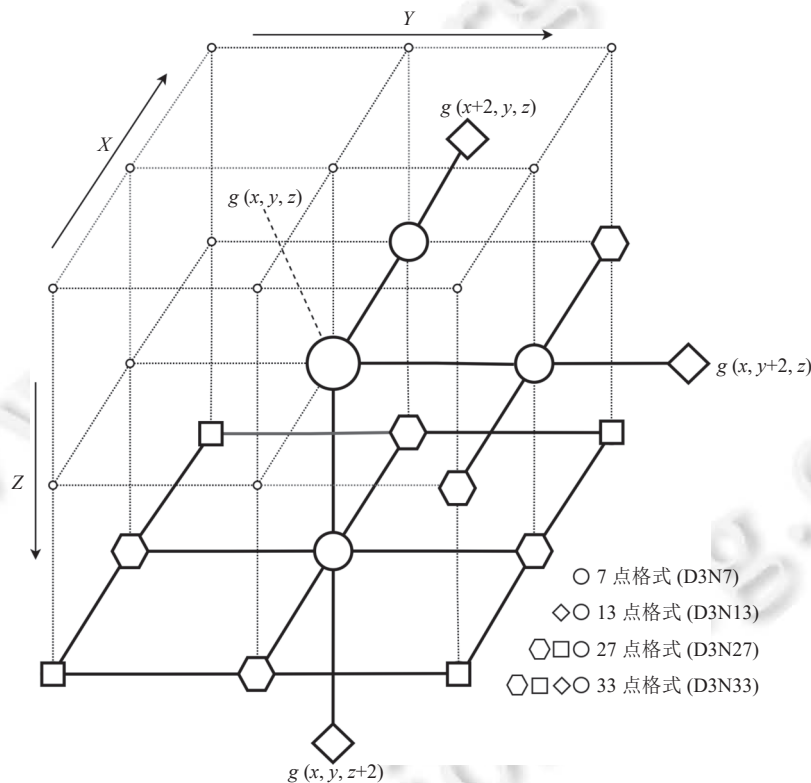 Y
g (x+2, y, z)
X
g (x, y, z)
g (x, y+2, z)
Z
7 点格式 (D3N7)
13 点格式 (D3N13)
27 点格式 (D3N27)
33 点格式 (D3N33)
g (x, y, z+2)